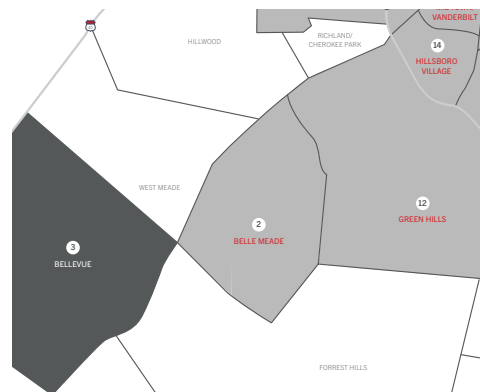 VANDERBILT
HILLWOOD
RICHLAND/
CHEROKEE PARK
14
HILLSBORO
VILLAGE
WEST MEADE
12
GREEN HILLS
2
BELLE MEADE
3
BELLEVUE
FORREST HILLS